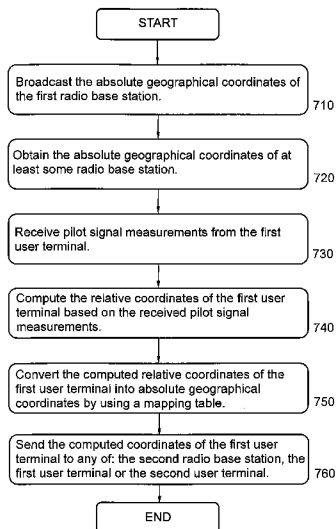 START
Broadcast the absolute geographical coordinates of
the first radio base station.
710
Obtain the absolute geographical coordinates of at
least some radio base station.
720
Receive pilot signal measurements from the first
user terminal.
730
Compute the relative coordinates of the first user
terminal based on the received pilot signal
measurements.
740
Convert the computed relative coordinates of the
first user terminal into absolute geographical
coordinates by using a mapping table.
750
Send the computed coordinates of the first user
terminal to any of: the second radio base station, the
first user terminal or the second user terminal.
760
END